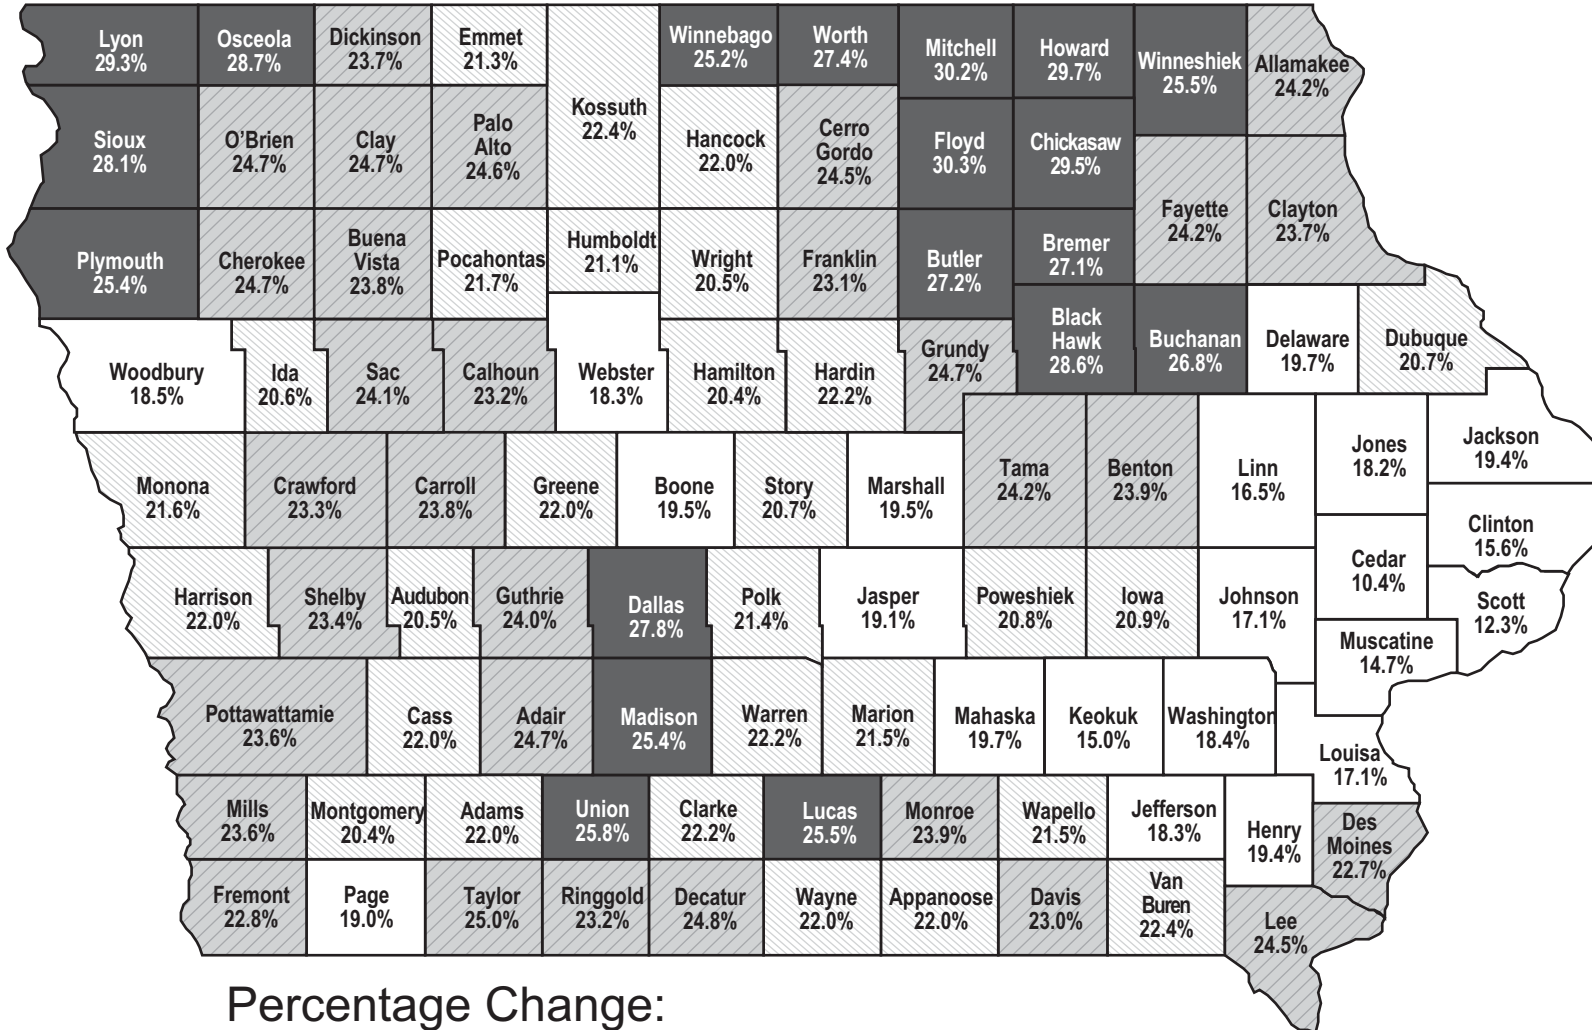 Lyon
29.3%
Osceola
28.7%
Dickinson
23.7%
Emmet
21.3%
Kossuth
22.4%
Winnebago
25.2%
Worth
27.4%
Mitchell
30.2%
Howard
29.7%
Winneshiek
25.5%
Allamakee
24.2%
Sioux
28.1%
O'Brien
24.7%
Clay
24.7%
Palo
Alto
24.6%
Hancock
22.0%
Cerro
Gordo
24.5%
Floyd
30.3%
Chickasaw
29.5%
Fayette
24.2%
Clayton
23.7%
Plymouth
25.4%
Cherokee
24.7%
Buena
Vista
23.8%
Pocahontas
21.7%
Humboldt
21.1%
Wright
20.5%
Franklin
23.1%
Butler
27.2%
Bremer
27.1%
Woodbury
18.5%
Ida
20.6%
Sac
24.1%
Calhoun
23.2%
Webster
18.3%
Hamilton
20.4%
Hardin
22.2%
Grundy
24.7%
Black
Hawk
28.6%
Buchanan
26.8%
Delaware
19.7%
Dubuque
20.7%
Monona
21.6%
Crawford
23.3%
Carroll
23.8%
Greene
22.0%
Boone
19.5%
Story
20.7%
Marshall
19.5%
Tama
24.2%
Benton
23.9%
Linn
16.5%
Jones
18.2%
Jackson
19.4%
Clinton
15.6%
Harrison
22.0%
Shelby
23.4%
Audubon
20.5%
Guthrie
24.0%
Dallas
27.8%
Polk
21.4%
Jasper
19.1%
Poweshiek
20.8%
Iowa
20.9%
Johnson
17.1%
Cedar
10.4%
Scott
12.3%
Muscatine
14.7%
Pottawattamie
23.6%
Cass
22.0%
Adair
24.7%
Madison
25.4%
Warren
22.2%
Marion
21.5%
Mahaska
19.7%
Keokuk
15.0%
Washington
18.4%
Louisa
17.1%
Mills
23.6%
Montgomery
20.4%
Adams
22.0%
Union
25.8%
Clarke
22.2%
Lucas
25.5%
Monroe
23.9%
Wapello
21.5%
Jefferson
18.3%
Henry
19.4%
Des
Moines
22.7%
Fremont
22.8%
Page
19.0%
Taylor
25.0%
Ringgold
23.2%
Decatur
24.8%
Wayne
22.0%
Appanoose
22.0%
Davis
23.0%
Van
Buren
22.4%
Lee
24.5%
Percentage Change: